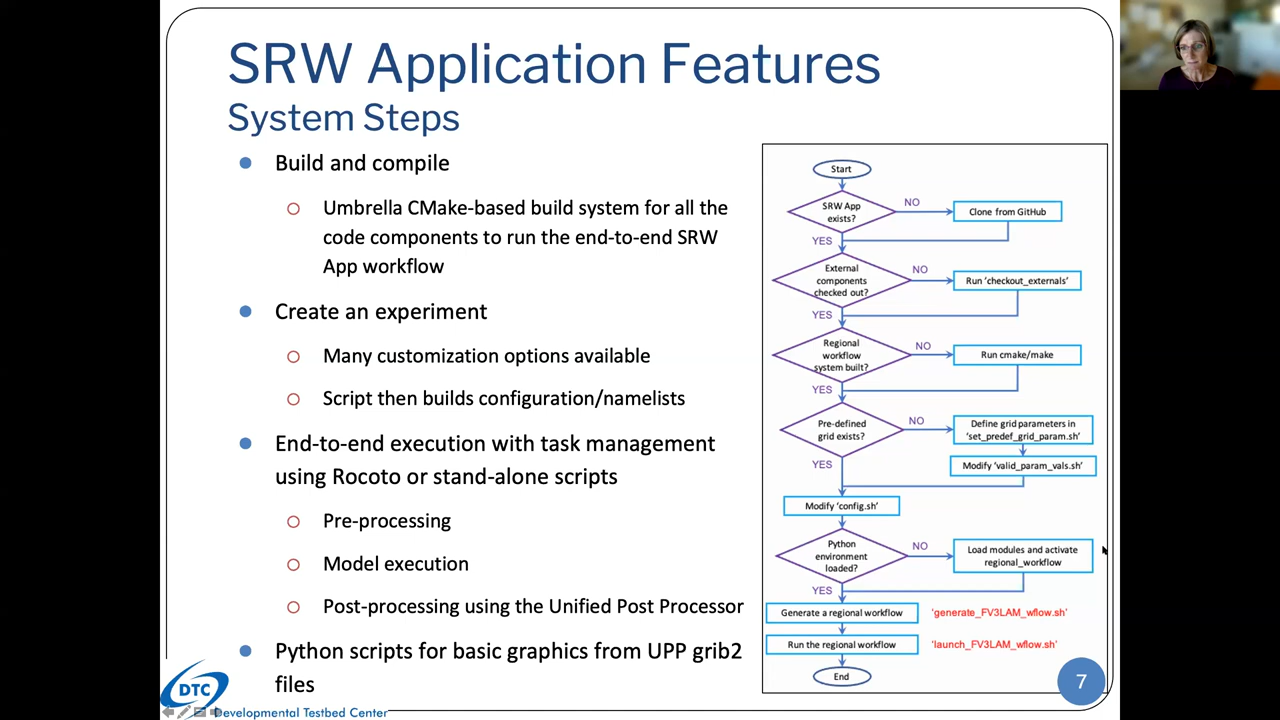 SRW Application Features
System Steps
Build and compile
Umbrella CMake-based build system for all the
code components to run the end-to-end SRW
App workflow
Create an experiment
Many customization options available
Script then builds configuration/namelists
End-to-end execution with task management
using Rocoto or stand-alone scripts
Pre-processing
Model execution
Post-processing using the Unified Post Processor
Python scripts for basic graphics from UPP grib2
files
Start
SRW App
exists?
NO
Clone from GitHub
YES
External
components
checked out?
NO
Run 'checkout_externals'
YES
Regional
workflow
system built?
NO
Run cmake/make
YES
Pre-defined
grid exists?
NO
Define grid parameters in
'set_predef_grid_param.sh'
Modify 'valid_param_vals.sh'
YES
Modify 'config.sh'
Python
environment
loaded?
NO
Load modules and activate
regional_workflow
YES
Generate a regional workflow
'generate_FV3LAM_wflow.sh'
Run the regional workflow
'launch_FV3LAM_wflow.sh'
End
7
DTC
Developmental Testbed Center